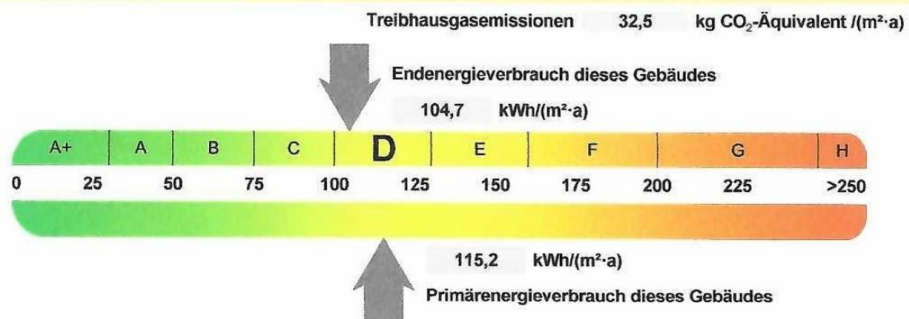 Treibhausgasemissionen 32,5 kg CO₂-Äquivalent /(m²·a)
Endenergieverbrauch dieses Gebäudes
104,7 kWh/(m²·a)
A+ A B C D E F G H
0 25 50 75 100 125 150 175 200 225 >250
115,2 kWh/(m²·a)
Primärenergieverbrauch dieses Gebäudes